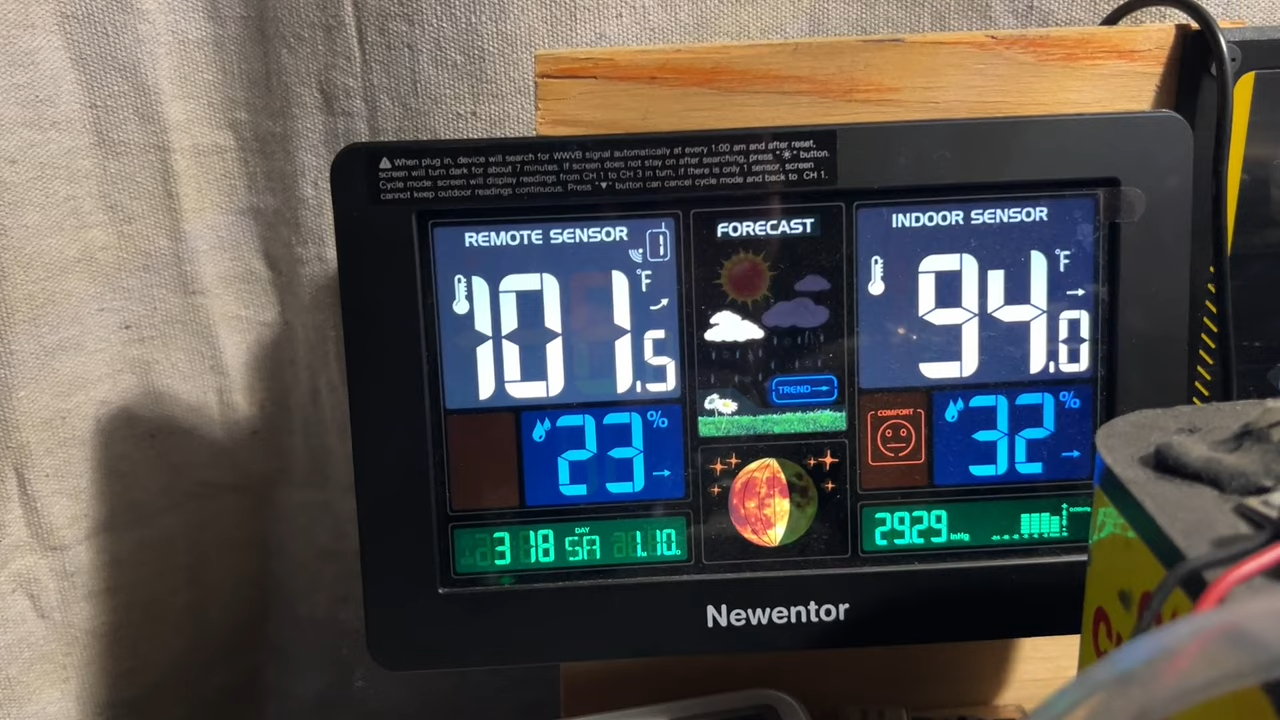 ⚠ When plug in, device will search for WWVB signal automatically at every 1:00 am and after reset,
screen will turn dark for about 7 minutes. If screen does not stay on after searching, press "☀" button.
Cycle mode: screen will display readings from CH 1 to CH 3 in turn, if there is only 1 sensor, screen
cannot keep outdoor readings continuous. Press "▼" button can cancel cycle mode and back to CH 1.
REMOTE SENSOR
1
101.5 °F
23 %
3 18 DAY SA 1M 10D
FORECAST
TREND→
INDOOR SENSOR
94.0 °F
COMFORT
32 %
29.29 inHg
Newentor